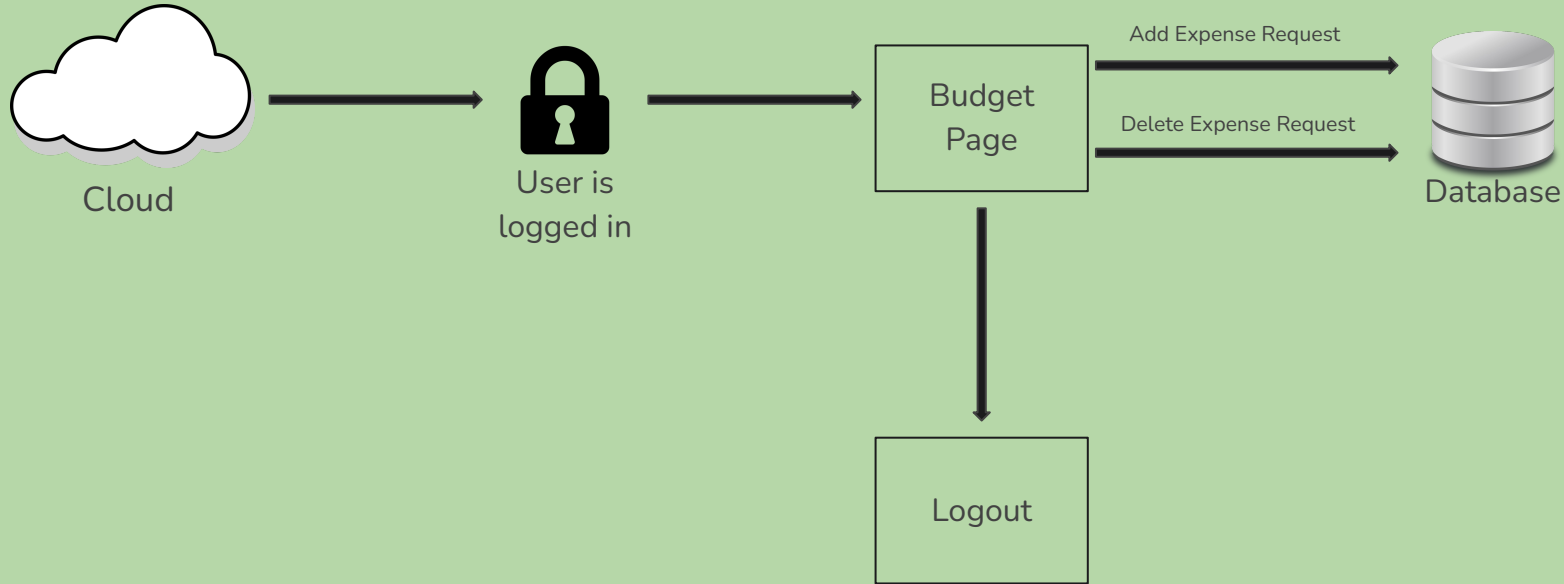 Cloud
User is
logged in
Budget
Page
Add Expense Request
Delete Expense Request
Database
Logout